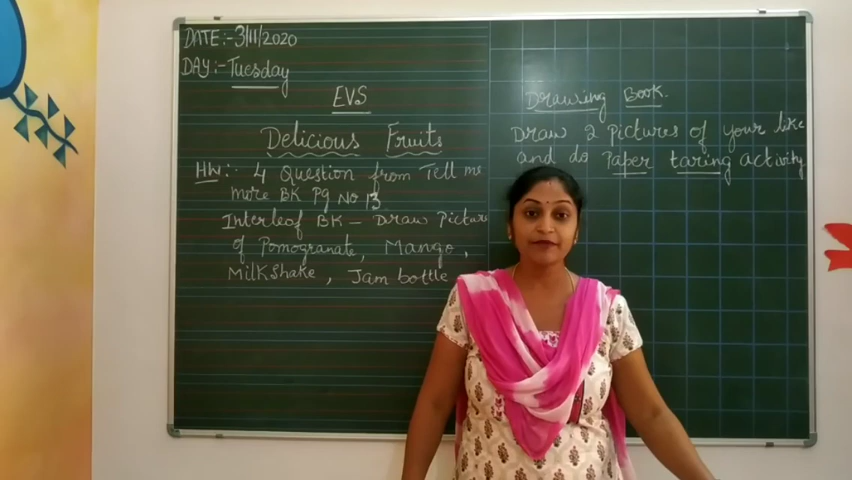 DATE:-3/11/2020
DAY:-Tuesday
EVS
Delicious Fruits
HW:- 4 Question from Tell me
more BK Pg No 13
Interleaf BK - Draw Picture
of Pomogranate, Mango,
Milkshake, Jam bottle
Drawing Book.
Draw 2 Pictures of your like
and do Paper taring activity